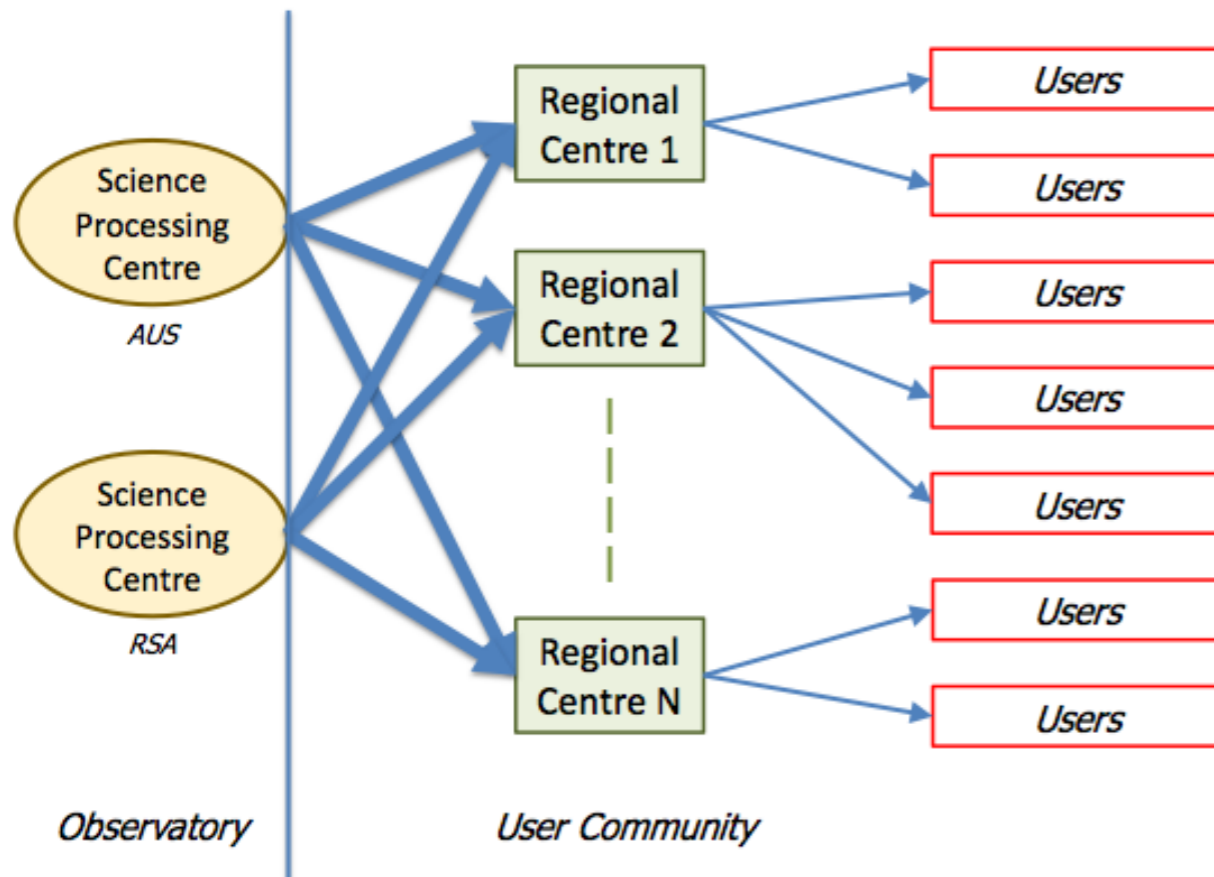 Science
Processing
Centre
AUS
Science
Processing
Centre
RSA
Observatory
Regional
Centre 1
Regional
Centre 2
Regional
Centre N
User Community
Users
Users
Users
Users
Users
Users
Users